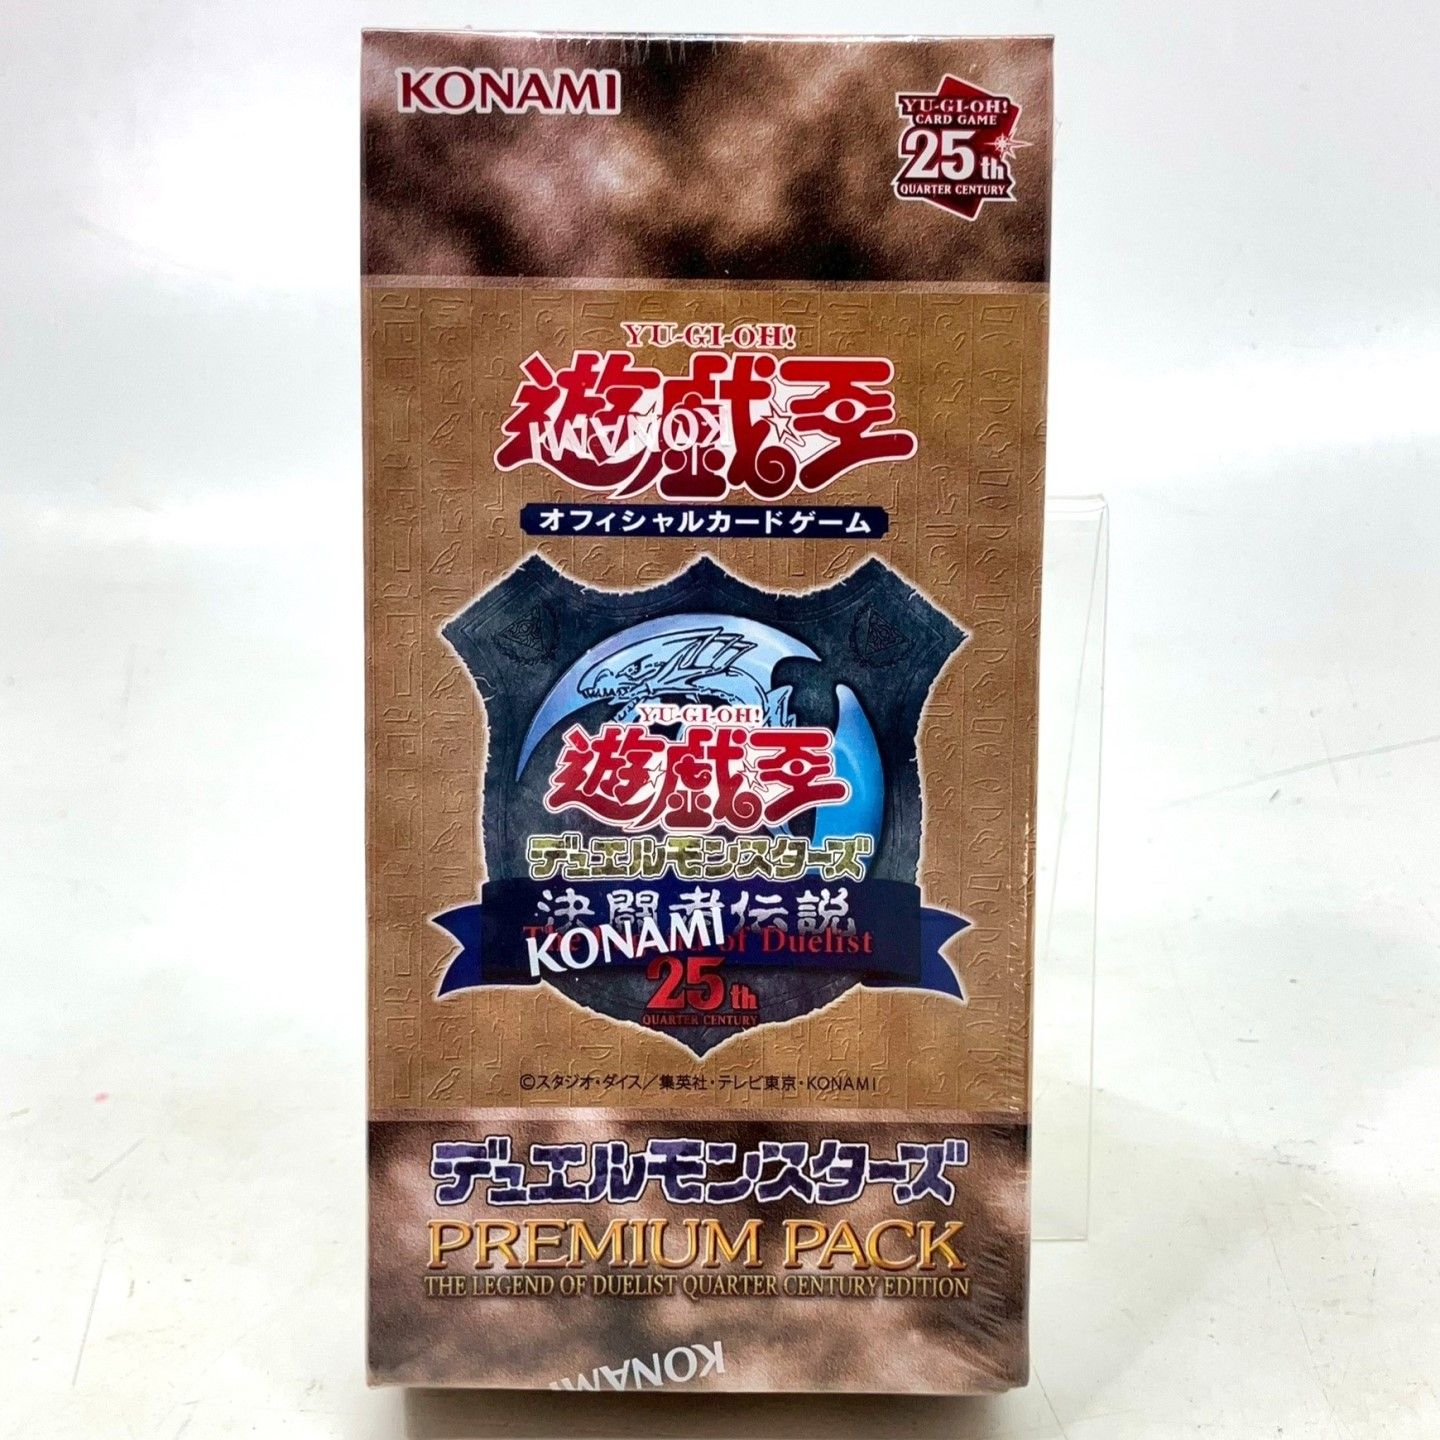 KONAMI
YU-GI-OH!
CARD GAME
25th
QUARTER CENTURY
YU-GI-OH!
遊戯王
KONAMI
オフィシャルカードゲーム
YU-GI-OH!
遊戯王
デュエルモンスターズ
決闘者伝説
The of Duelist
KONAMI
25th
QUARTER CENTURY
©スタジオ・ダイス／集英社・テレビ東京・KONAMI
デュエルモンスターズ
PREMIUM PACK
THE LEGEND OF DUELIST QUARTER CENTURY EDITION
KONAMI